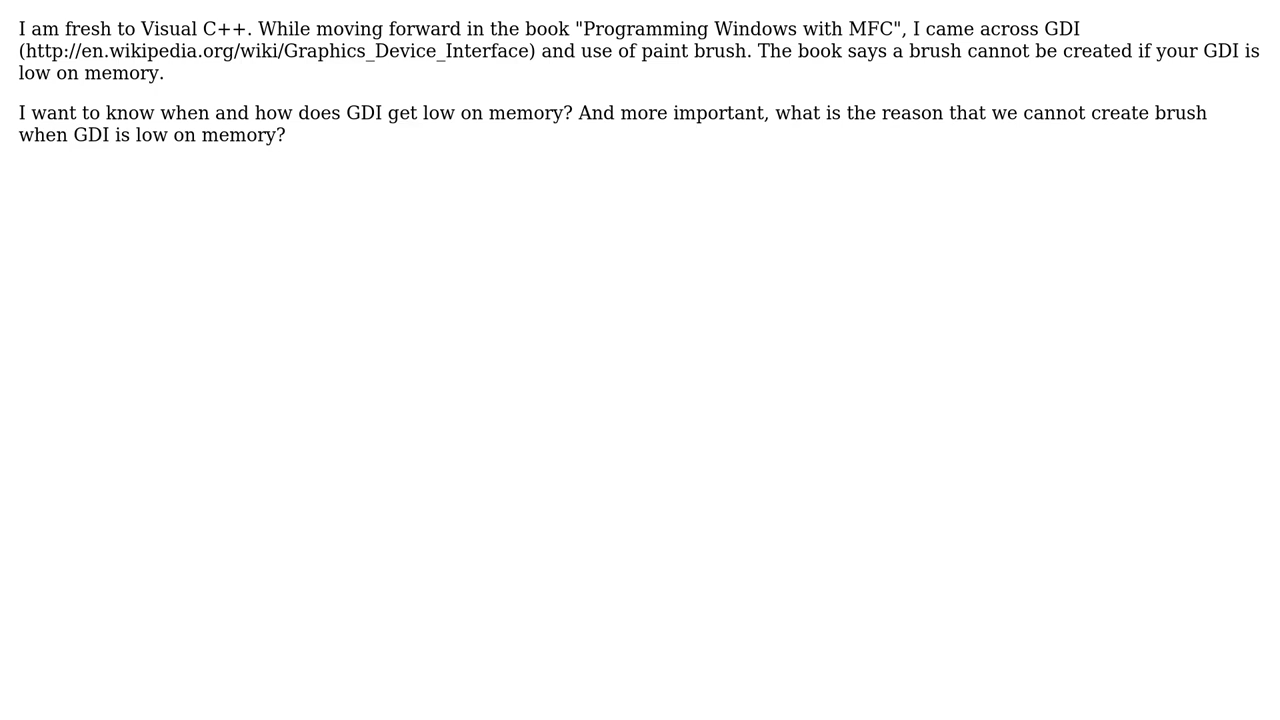 I am fresh to Visual C++. While moving forward in the book "Programming Windows with MFC", I came across GDI
(http://en.wikipedia.org/wiki/Graphics_Device_Interface) and use of paint brush. The book says a brush cannot be created if your GDI is
low on memory.
I want to know when and how does GDI get low on memory? And more important, what is the reason that we cannot create brush
when GDI is low on memory?